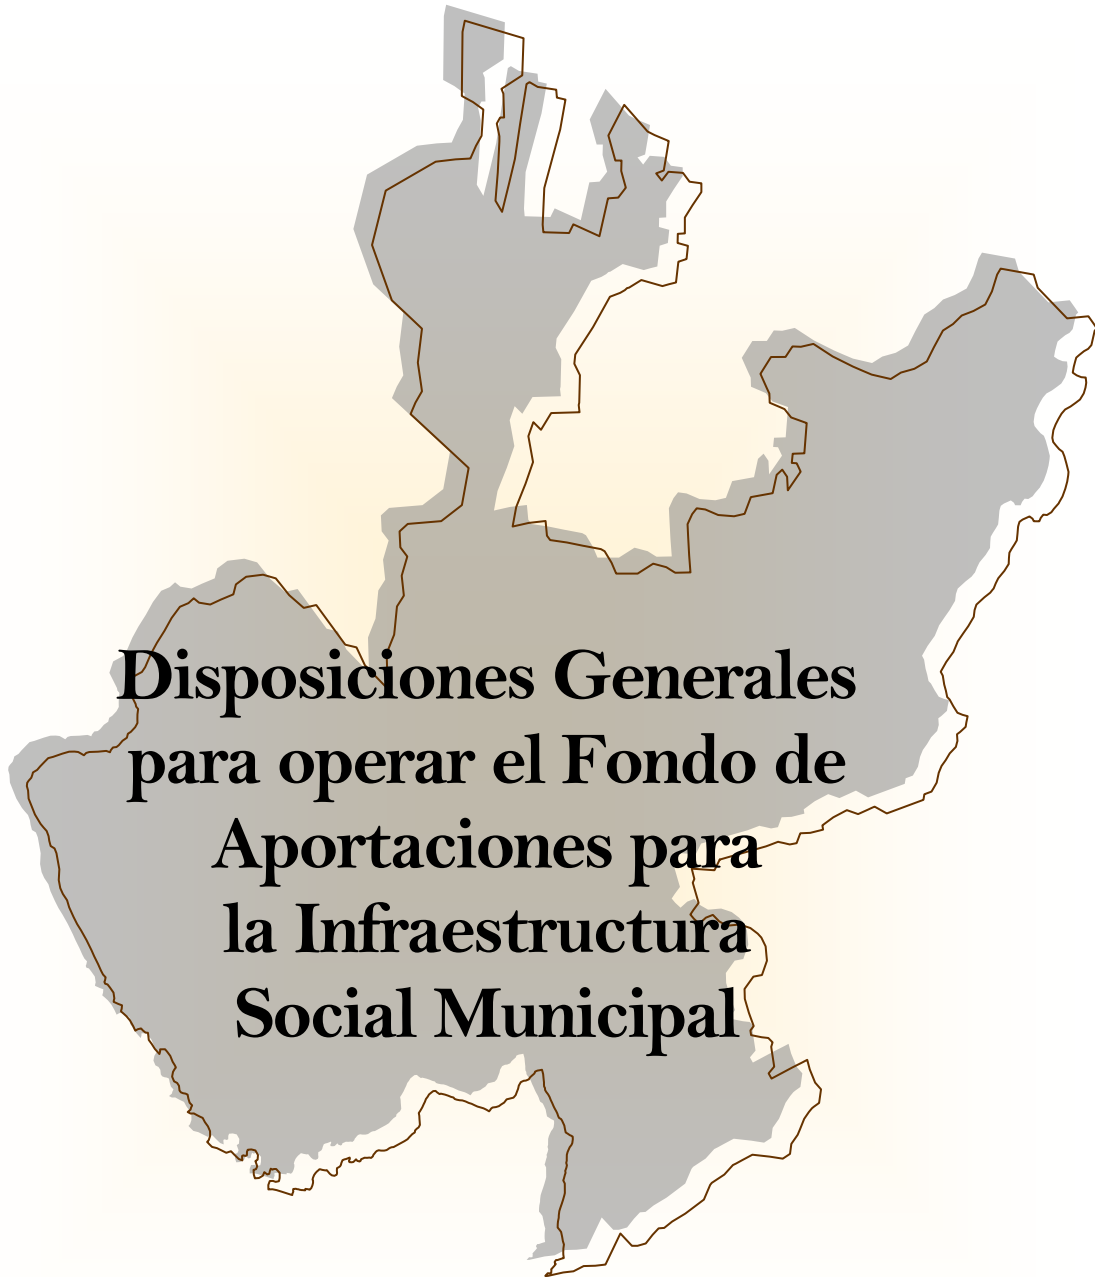 Disposiciones Generales
para operar el Fondo de
Aportaciones para
la Infraestructura
Social Municipal